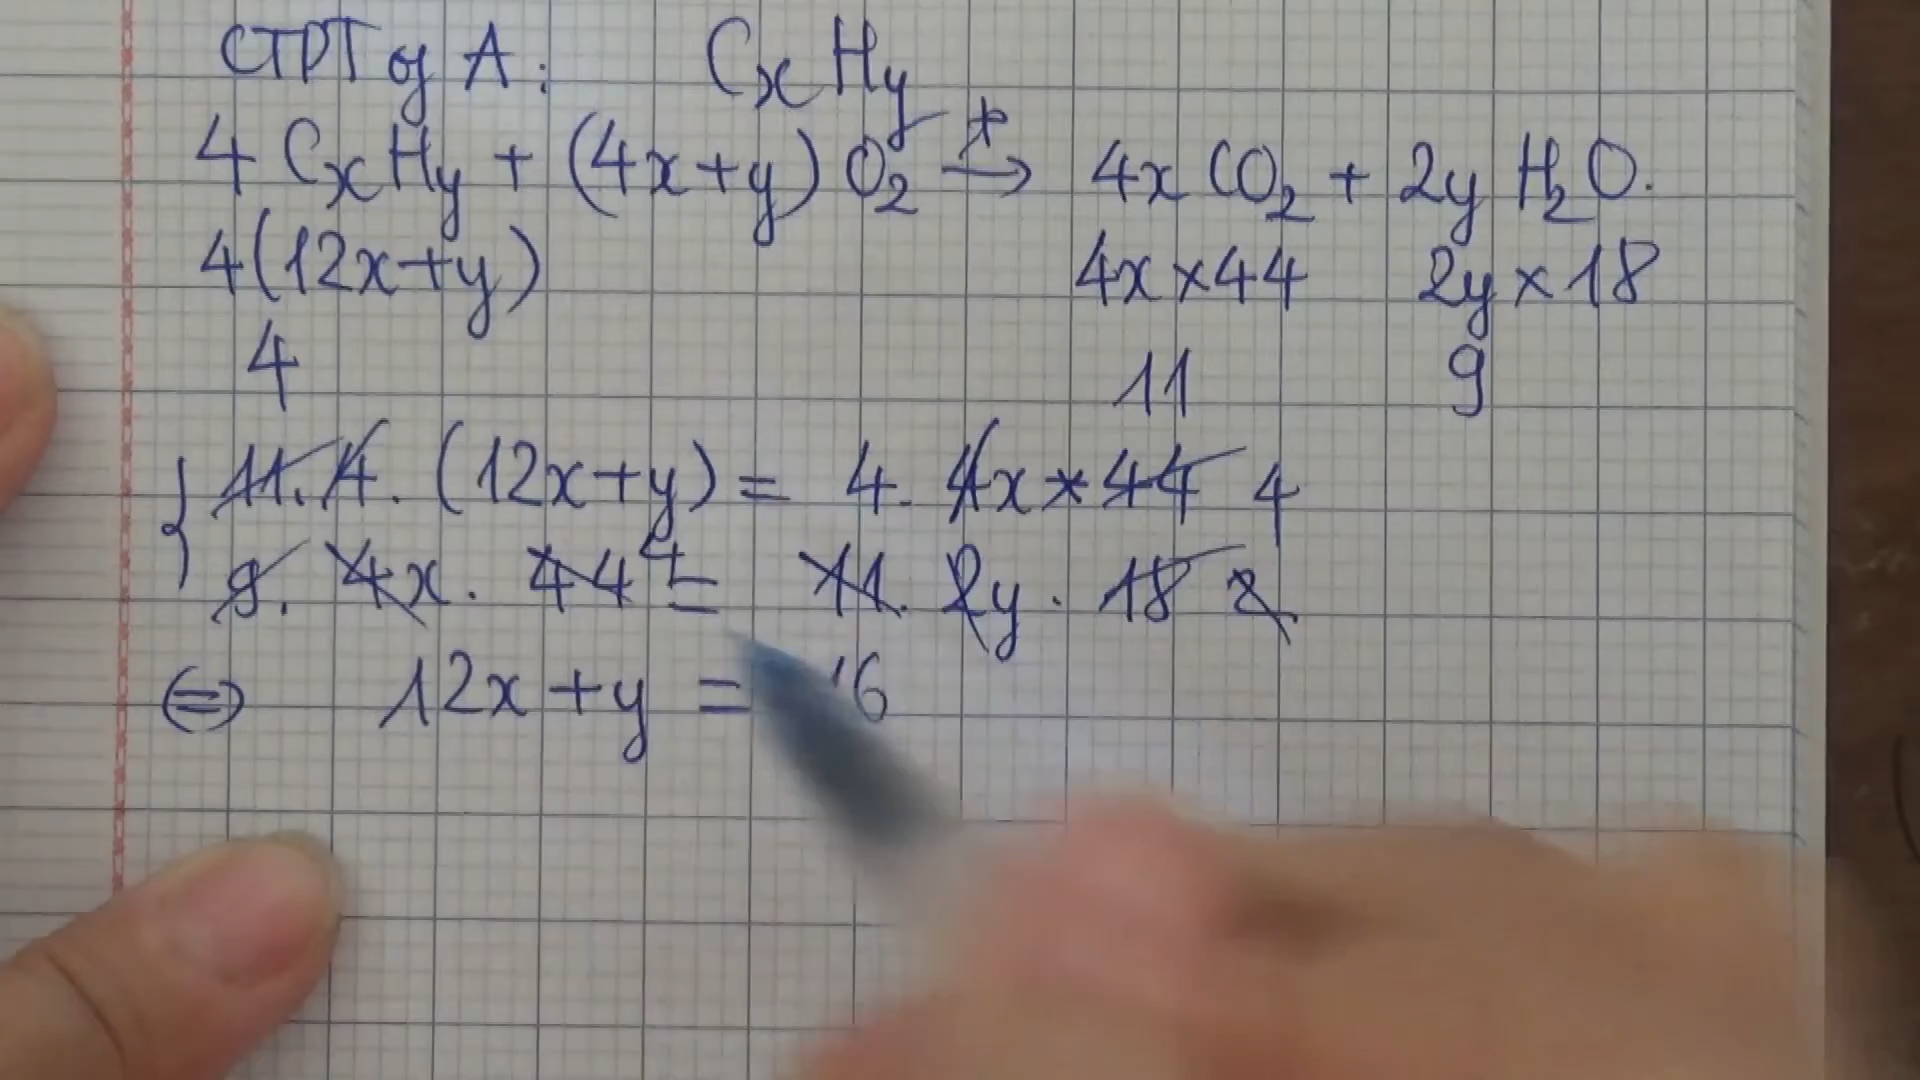 CTPT of A: CxHy
4 CxHy + (4x+y) O2 →t° 4x CO2 + 2y H2O.
4(12x+y) 4x×44 2y×18
4 11 9
{ 11. 4. (12x+y) = 4. 4x × 44 4
9. 4x. 44 4 = 11. 2y. 18 2
⇔ 12x + y = 16